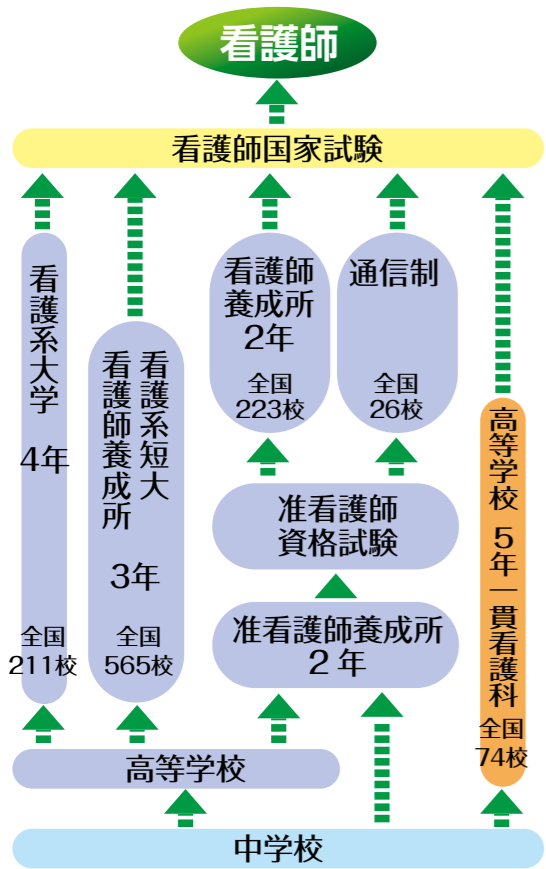 看護師
看護師国家試験
看護系大学 4年
全国
211校
看護系短大
看護師養成所
3年
全国
565校
看護師
養成所
2年
全国
223校
通信制
全国
26校
准看護師
資格試験
准看護師養成所
2年
高等学校 5年一貫看護科
全国
74校
高等学校
中学校